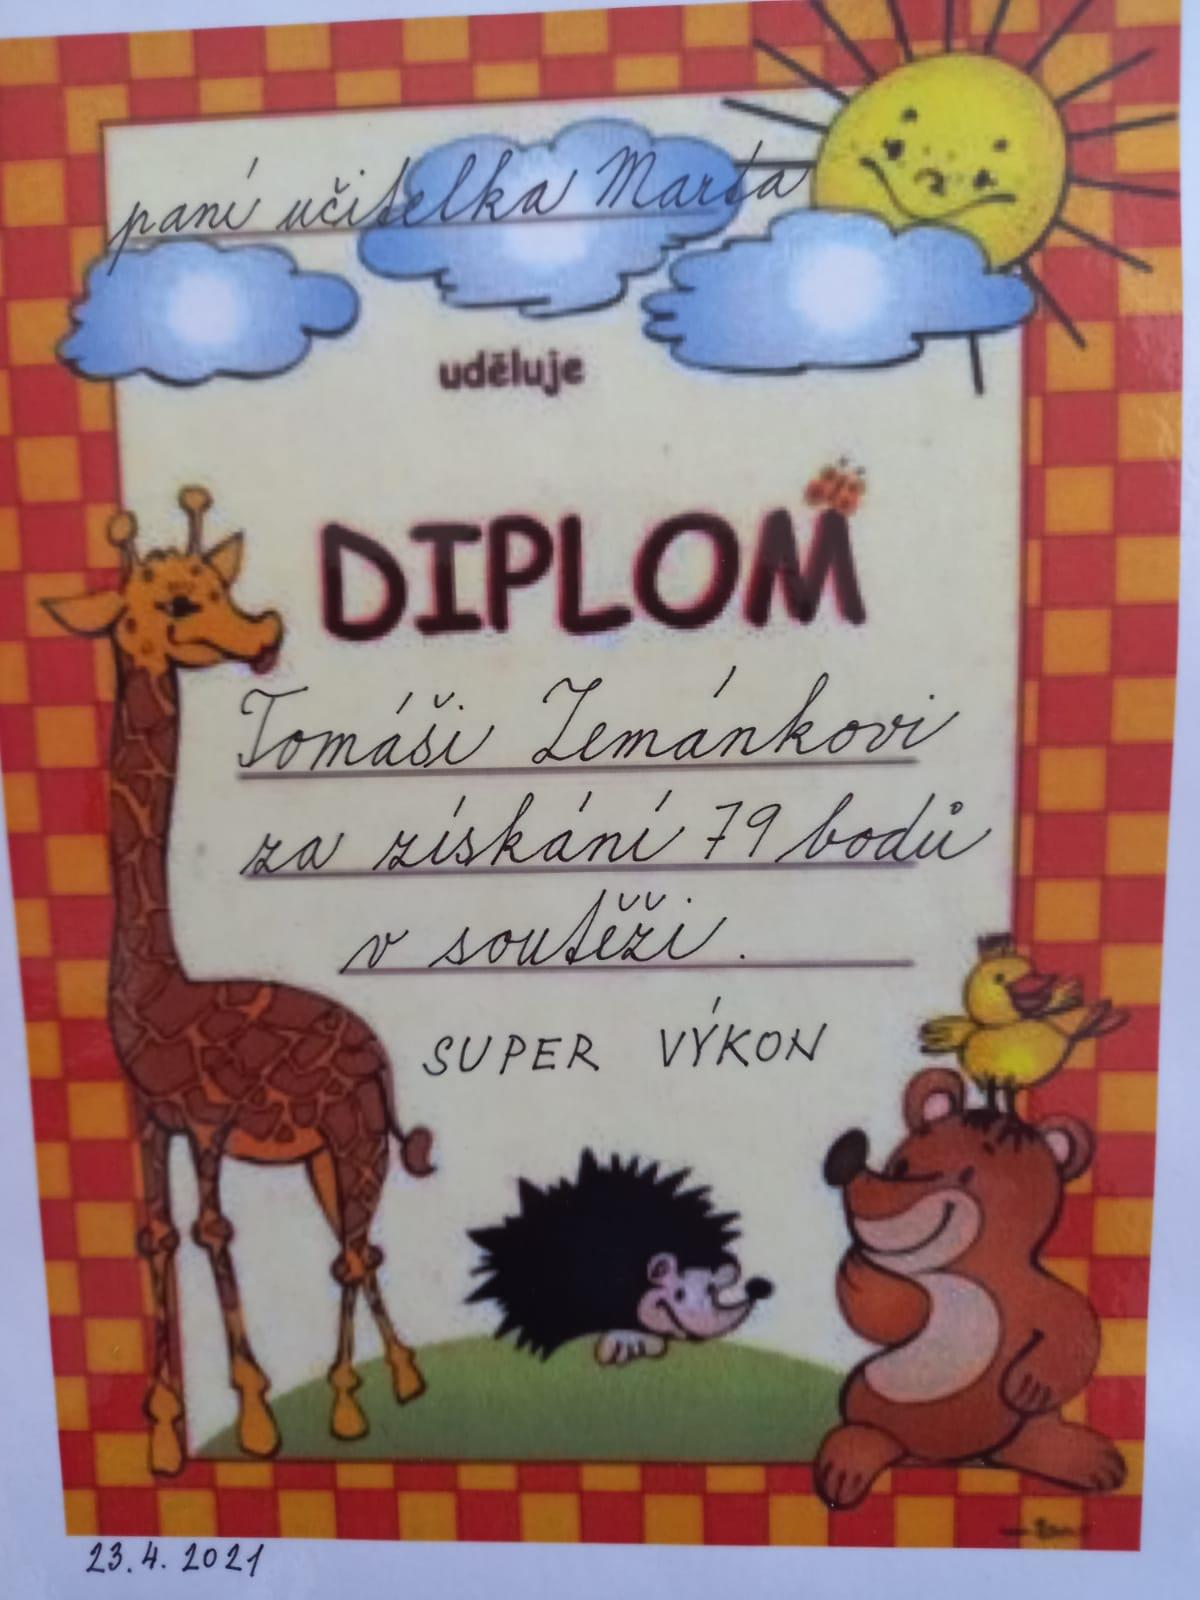 paní učitelka Marta
uděluje
DIPLOM
Tomáši Zemánkovi
za získání 79 bodů
v soutěži.
SUPER VÝKON
23.4.2021